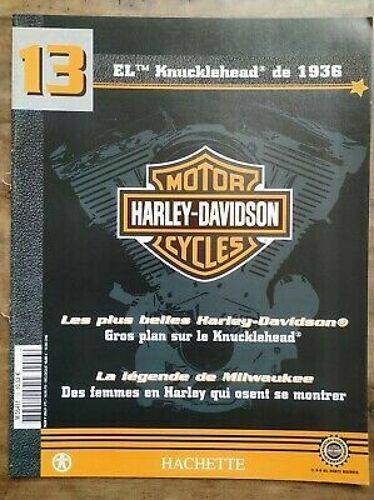 13
EL™ Knucklehead® de 1936
MOTOR
HARLEY-DAVIDSON
CYCLES
Les plus belles Harley-Davidson®
Gros plan sur le Knucklehead®
La légende de Milwaukee
Des femmes en Harley qui osent se montrer
HACHETTE